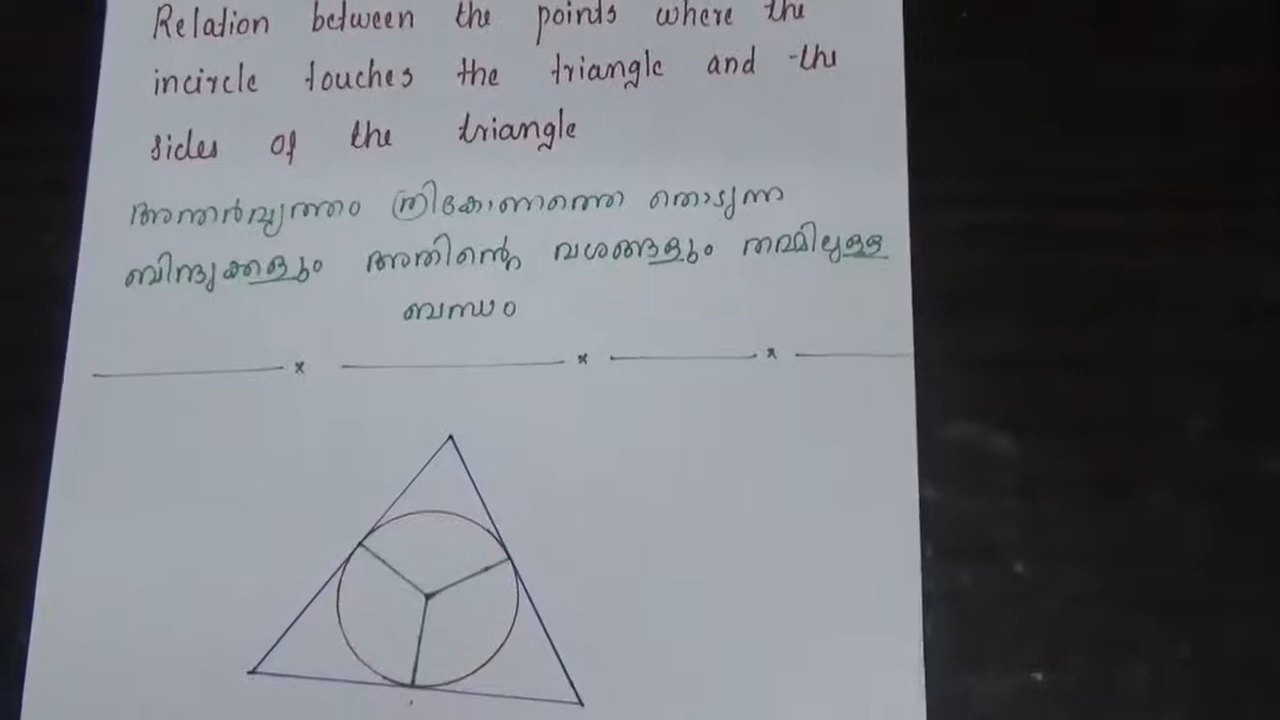 Relation between the points where the
incircle touches the triangle and the
sides of the triangle
അന്തർവൃത്തം ത്രികോണത്തെ തൊടുന്ന
ബിന്ദുക്കളും അതിന്റെ വശങ്ങളും തമ്മിലുള്ള
ബന്ധം